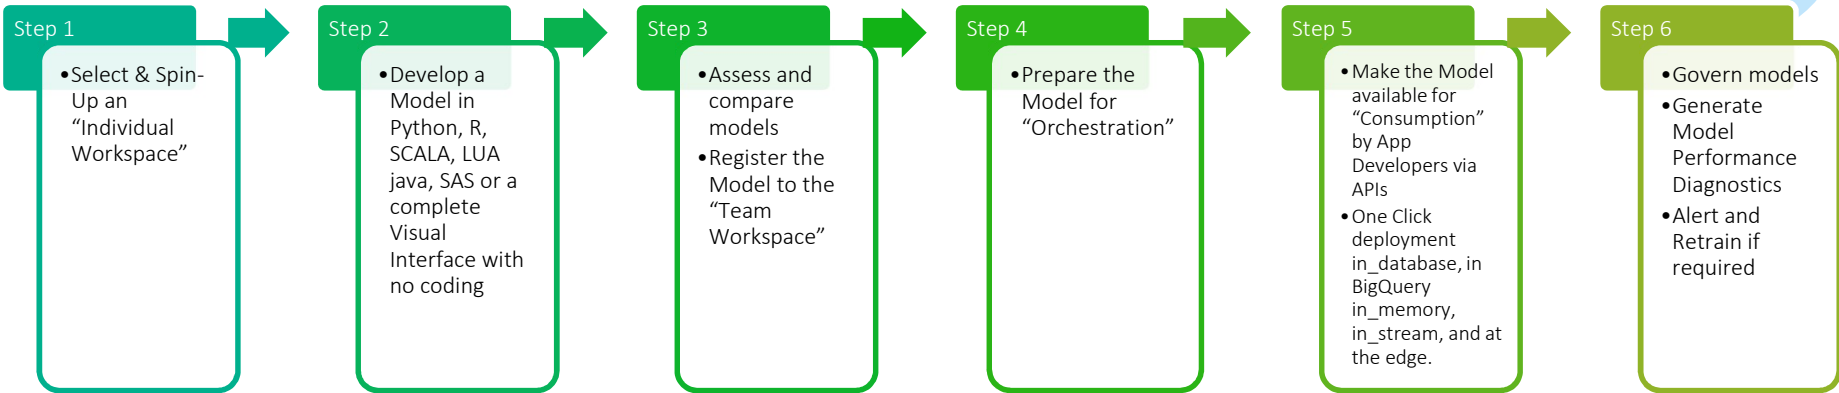 Step 1
•Select & Spin-
Up an
“Individual
Workspace”
Step 2
•Develop a
Model in
Python, R,
SCALA, LUA
java, SAS or a
complete
Visual
Interface with
no coding
Step 3
•Assess and
compare
models
•Register the
Model to the
“Team
Workspace”
Step 4
•Prepare the
Model for
“Orchestration”
Step 5
•Make the Model
available for
“Consumption”
by App
Developers via
APIs
•One Click
deployment
in_database, in
BigQuery
in_memory,
in_stream, and at
the edge.
Step 6
•Govern models
•Generate
Model
Performance
Diagnostics
•Alert and
Retrain if
required